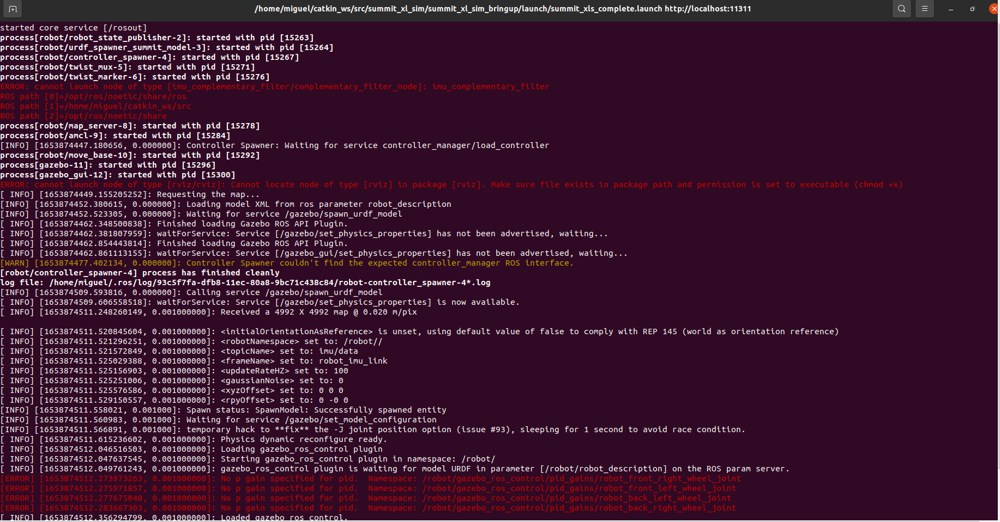 /home/miguel/catkin_ws/src/summit_xl_sim/summit_xl_sim_bringup/launch/summit_xls_complete.launch http://localhost:11311
started core service [/rosout]
process[robot/robot_state_publisher-2]: started with pid [15263]
process[robot/urdf_spawner_summit_model-3]: started with pid [15264]
process[robot/controller_spawner-4]: started with pid [15267]
process[robot/twist_mux-5]: started with pid [15271]
process[robot/twist_marker-6]: started with pid [15276]
ERROR: cannot launch node of type [imu_complementary_filter/complementary_filter_node]: imu_complementary_filter
ROS path [0]=/opt/ros/noetic/share/ros
ROS path [1]=/home/miguel/catkin_ws/src
ROS path [2]=/opt/ros/noetic/share
process[robot/map_server-8]: started with pid [15278]
process[robot/amcl-9]: started with pid [15284]
[INFO] [1653874447.180656, 0.000000]: Controller Spawner: Waiting for service controller_manager/load_controller
process[robot/move_base-10]: started with pid [15292]
process[gazebo-11]: started with pid [15296]
process[gazebo_gui-12]: started with pid [15300]
ERROR: cannot launch node of type [rviz/rviz]: Cannot locate node of type [rviz] in package [rviz]. Make sure file exists in package path and permission is set to executable (chmod +x)
[ INFO] [1653874449.155205252]: Requesting the map...
[INFO] [1653874452.380615, 0.000000]: Loading model XML from ros parameter robot_description
[INFO] [1653874452.523305, 0.000000]: Waiting for service /gazebo/spawn_urdf_model
[ INFO] [1653874462.348500838]: Finished loading Gazebo ROS API Plugin.
[ INFO] [1653874462.381807959]: waitForService: Service [/gazebo/set_physics_properties] has not been advertised, waiting...
[ INFO] [1653874462.854443814]: Finished loading Gazebo ROS API Plugin.
[ INFO] [1653874462.861113155]: waitForService: Service [/gazebo_gui/set_physics_properties] has not been advertised, waiting...
[WARN] [1653874477.402134, 0.000000]: Controller Spawner couldn't find the expected controller_manager ROS interface.
[robot/controller_spawner-4] process has finished cleanly
log file: /home/miguel/.ros/log/93c5f7fa-dfb8-11ec-80a8-9bc71c438c84/robot-controller_spawner-4*.log
[INFO] [1653874509.593816, 0.000000]: Calling service /gazebo/spawn_urdf_model
[ INFO] [1653874509.606558518]: waitForService: Service [/gazebo/set_physics_properties] is now available.
[ INFO] [1653874511.248260149, 0.001000000]: Received a 4992 X 4992 map @ 0.020 m/pix
[ INFO] [1653874511.520845604, 0.001000000]: <initialOrientationAsReference> is unset, using default value of false to comply with REP 145 (world as orientation reference)
[ INFO] [1653874511.521296251, 0.001000000]: <robotNamespace> set to: /robot//
[ INFO] [1653874511.521572849, 0.001000000]: <topicName> set to: imu/data
[ INFO] [1653874511.525029388, 0.001000000]: <frameName> set to: robot_imu_link
[ INFO] [1653874511.525156903, 0.001000000]: <updateRateHZ> set to: 100
[ INFO] [1653874511.525251006, 0.001000000]: <gaussianNoise> set to: 0
[ INFO] [1653874511.525576586, 0.001000000]: <xyzOffset> set to: 0 0 0
[ INFO] [1653874511.529150557, 0.001000000]: <rpyOffset> set to: 0 -0 0
[INFO] [1653874511.558021, 0.001000]: Spawn status: SpawnModel: Successfully spawned entity
[INFO] [1653874511.560983, 0.001000]: Waiting for service /gazebo/set_model_configuration
[INFO] [1653874511.566891, 0.001000]: temporary hack to **fix** the -J joint position option (issue #93), sleeping for 1 second to avoid race condition.
[ INFO] [1653874511.615236602, 0.001000000]: Physics dynamic reconfigure ready.
[ INFO] [1653874512.046516503, 0.001000000]: Loading gazebo_ros_control plugin
[ INFO] [1653874512.047637545, 0.001000000]: Starting gazebo_ros_control plugin in namespace: /robot/
[ INFO] [1653874512.049761243, 0.001000000]: gazebo_ros_control plugin is waiting for model URDF in parameter [/robot/robot_description] on the ROS param server.
[ERROR] [1653874512.273973263, 0.001000000]: No p gain specified for pid.  Namespace: /robot/gazebo_ros_control/pid_gains/robot_front_right_wheel_joint
[ERROR] [1653874512.275971857, 0.001000000]: No p gain specified for pid.  Namespace: /robot/gazebo_ros_control/pid_gains/robot_front_left_wheel_joint
[ERROR] [1653874512.277675040, 0.001000000]: No p gain specified for pid.  Namespace: /robot/gazebo_ros_control/pid_gains/robot_back_left_wheel_joint
[ERROR] [1653874512.283667303, 0.001000000]: No p gain specified for pid.  Namespace: /robot/gazebo_ros_control/pid_gains/robot_back_right_wheel_joint
[ INFO] [1653874512.356294799, 0.001000000]: Loaded gazebo_ros_control.